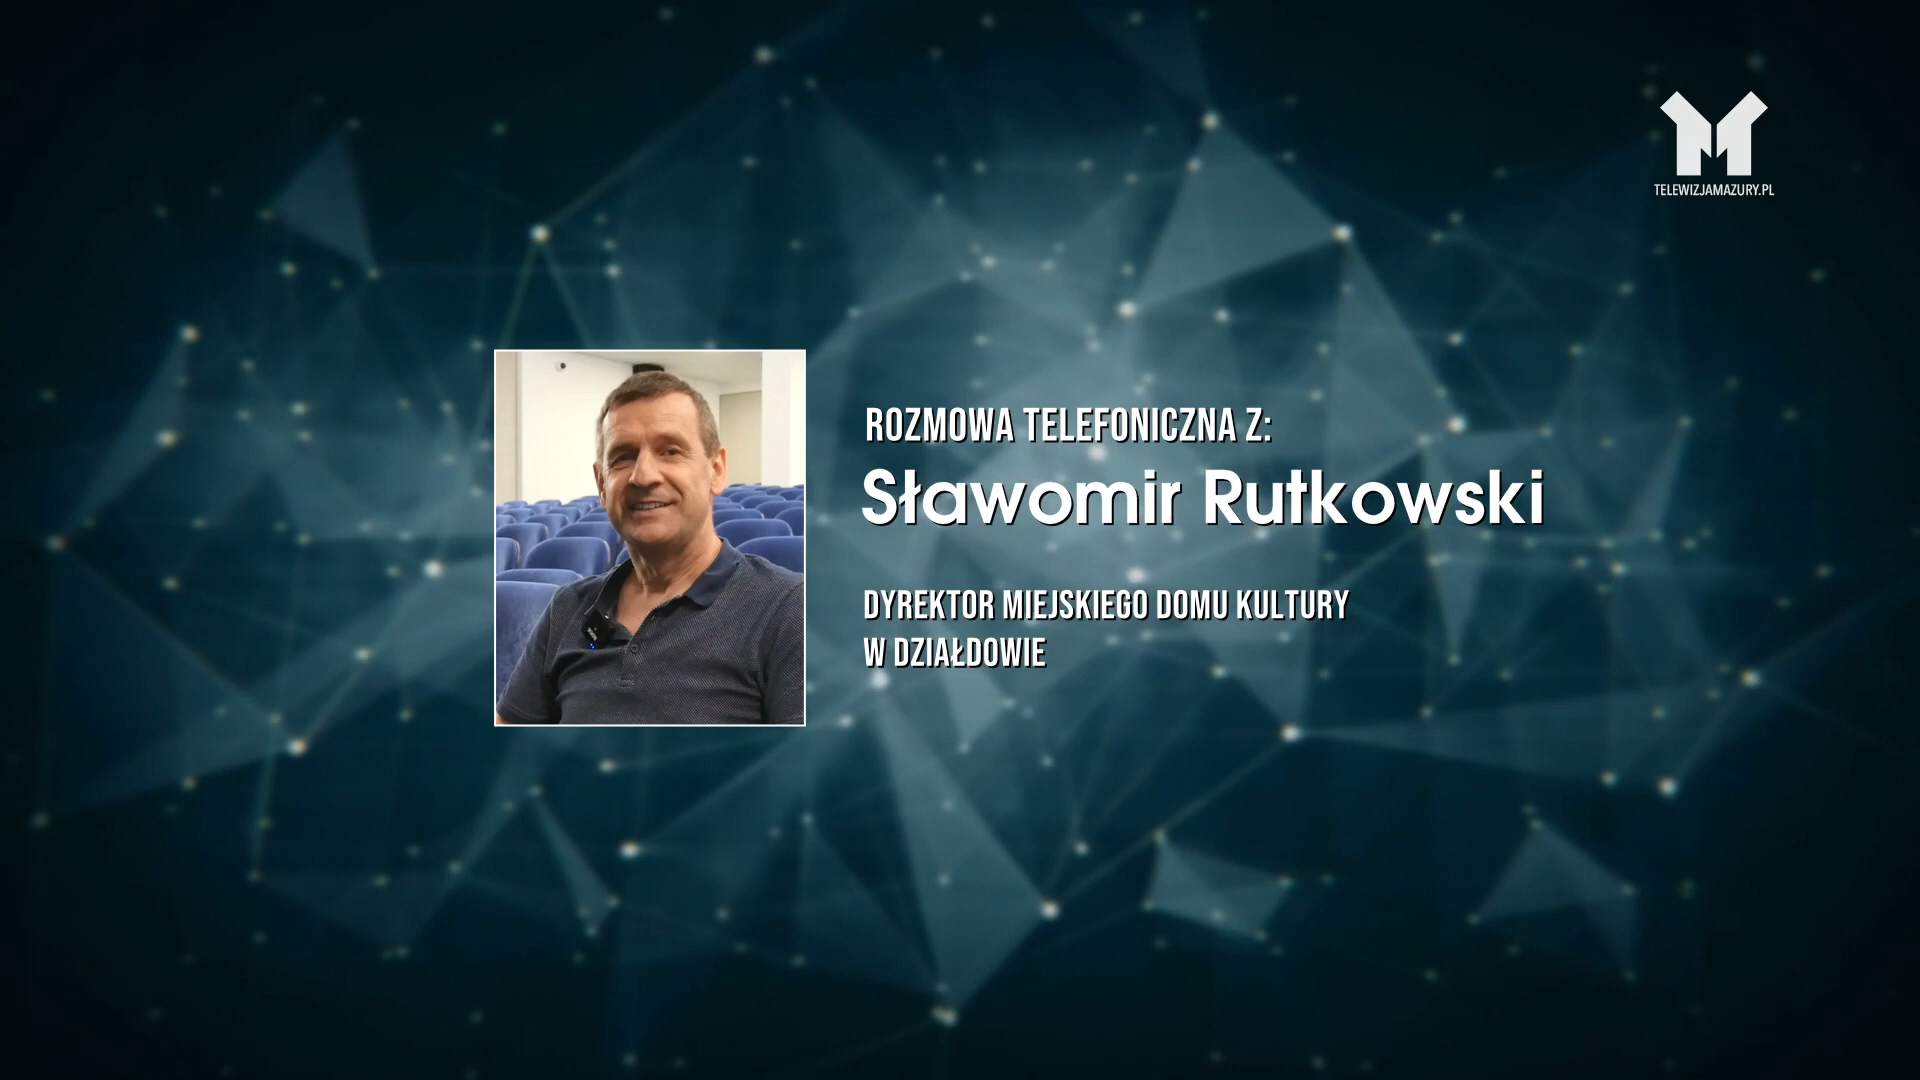 TELEWIZJAMAZURY.PL
ROZMOWA TELEFONICZNA Z:
Sławomir Rutkowski
DYREKTOR MIEJSKIEGO DOMU KULTURY
W DZIAŁDOWIE